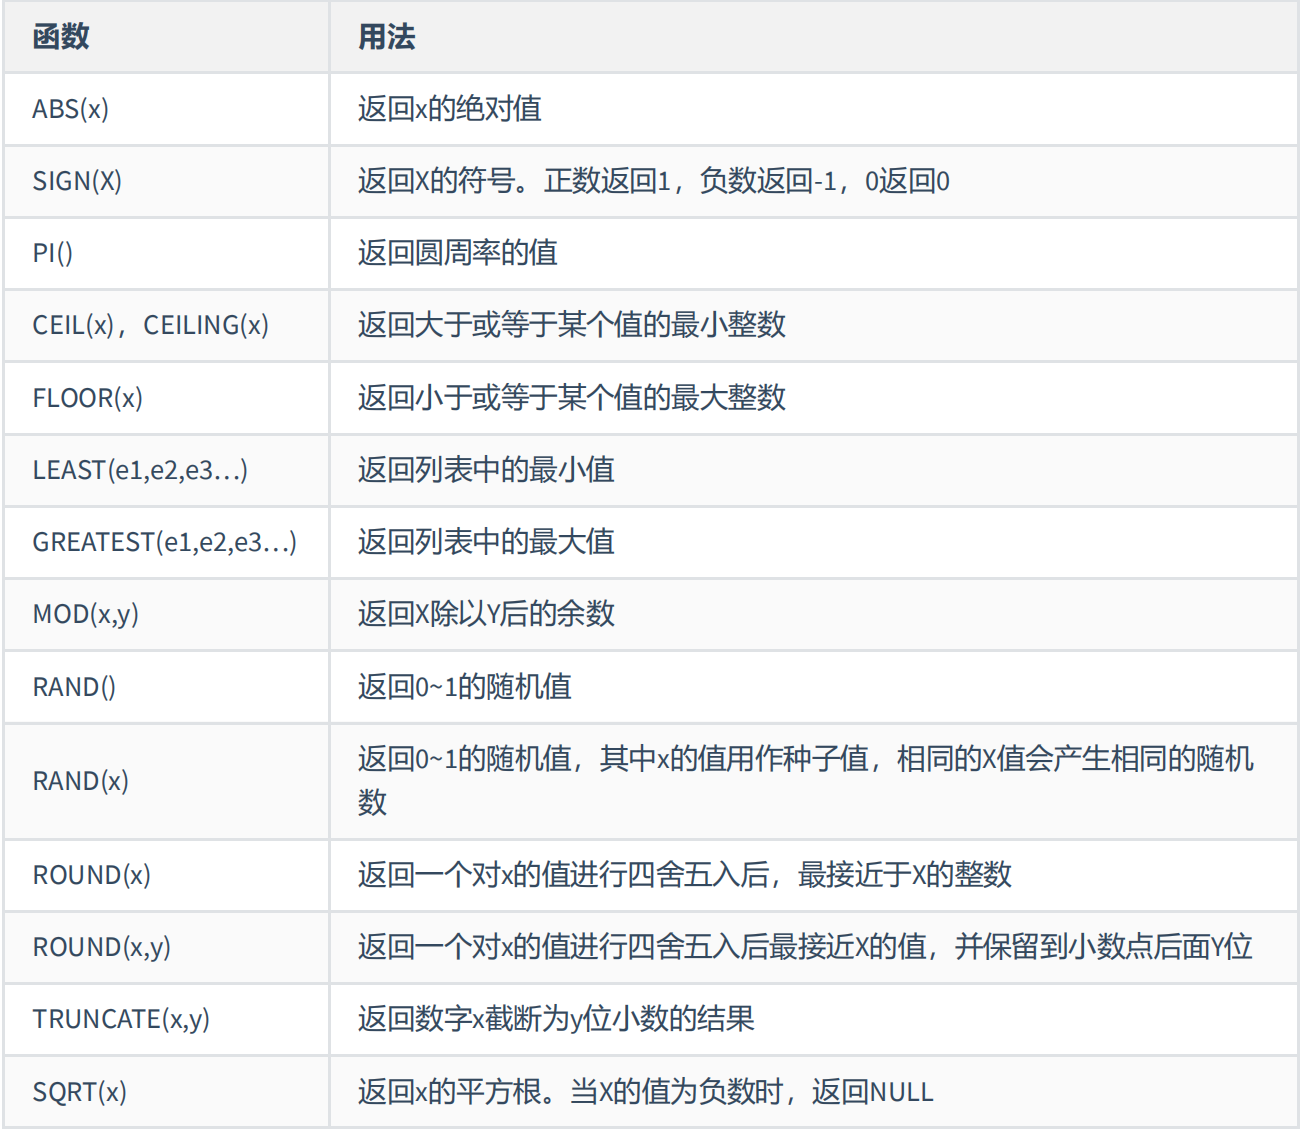 函数 用法
ABS(x) 返回x的绝对值
SIGN(X) 返回X的符号。正数返回1，负数返回-1，0返回0
PI() 返回圆周率的值
CEIL(x)，CEILING(x) 返回大于或等于某个值的最小整数
FLOOR(x) 返回小于或等于某个值的最大整数
LEAST(e1,e2,e3…) 返回列表中的最小值
GREATEST(e1,e2,e3…) 返回列表中的最大值
MOD(x,y) 返回X除以Y后的余数
RAND() 返回0~1的随机值
RAND(x) 返回0~1的随机值，其中x的值用作种子值，相同的X值会产生相同的随机
数
ROUND(x) 返回一个对x的值进行四舍五入后，最接近于X的整数
ROUND(x,y) 返回一个对x的值进行四舍五入后最接近X的值，并保留到小数点后面Y位
TRUNCATE(x,y) 返回数字x截断为y位小数的结果
SQRT(x) 返回x的平方根。当X的值为负数时，返回NULL